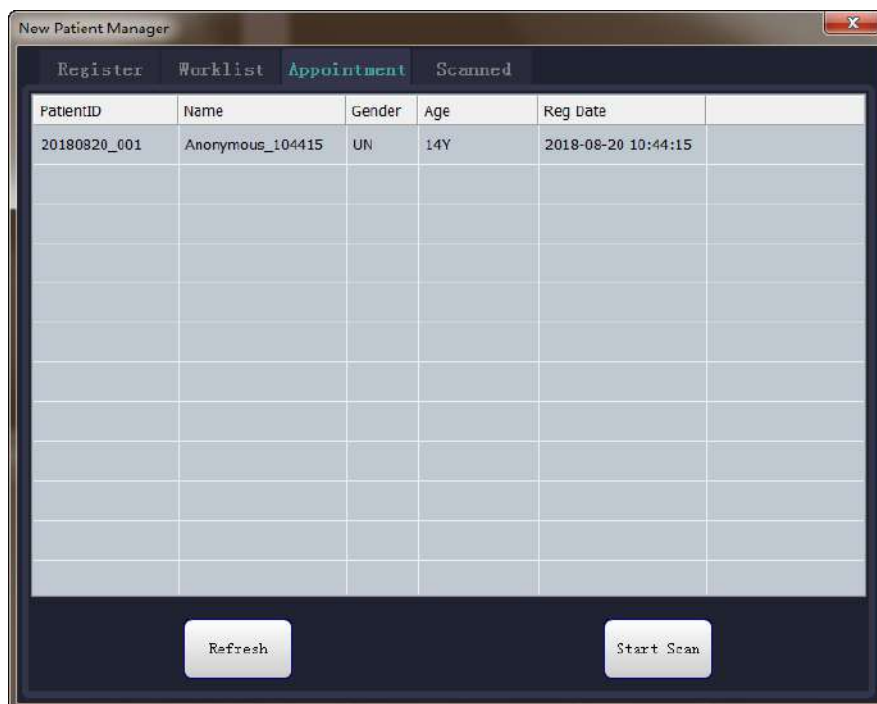 New Patient Manager
Register Worklist Appointment Scanned
PatientID Name Gender Age Reg Date
20180820_001 Anonymous_104415 UN 14Y 2018-08-20 10:44:15
Refresh Start Scan